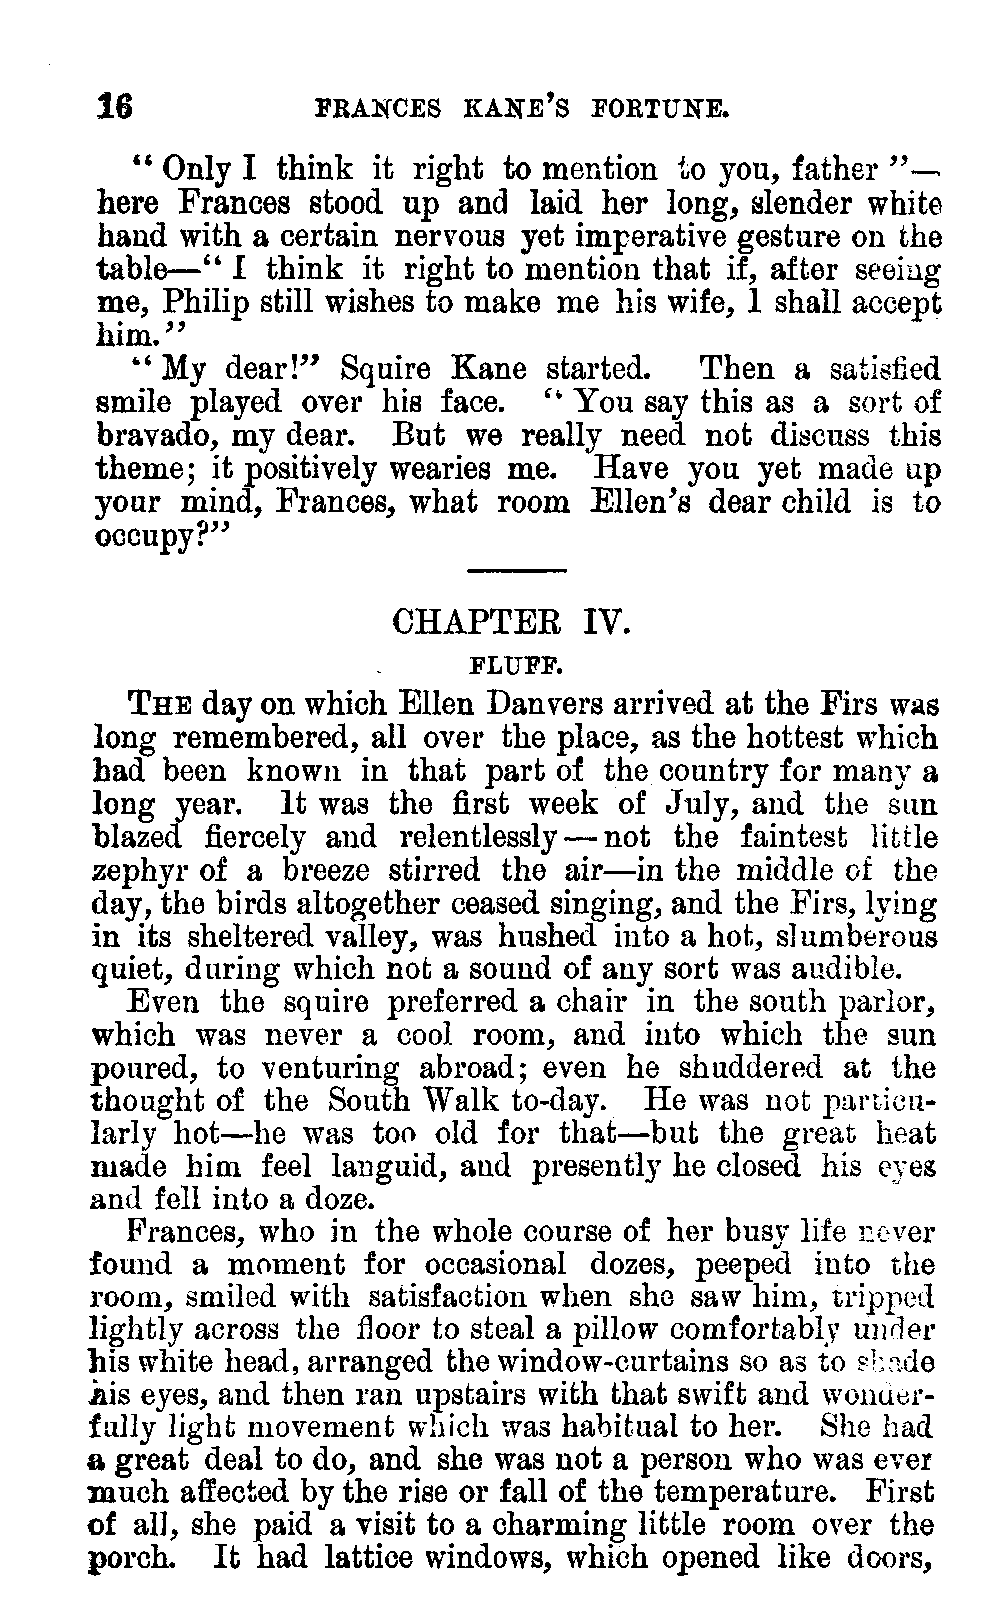 16 FRANCES KANE'S FORTUNE.
"Only I think it right to mention to you, father"—
here Frances stood up and laid her long, slender white
hand with a certain nervous yet imperative gesture on the
table—"I think it right to mention that if, after seeing
me, Philip still wishes to make me his wife, I shall accept
him."
"My dear!" Squire Kane started. Then a satisfied
smile played over his face. "You say this as a sort of
bravado, my dear. But we really need not discuss this
theme; it positively wearies me. Have you yet made up
your mind, Frances, what room Ellen's dear child is to
occupy?"
CHAPTER IV.
FLUFF.
THE day on which Ellen Danvers arrived at the Firs was
long remembered, all over the place, as the hottest which
had been known in that part of the country for many a
long year. It was the first week of July, and the sun
blazed fiercely and relentlessly—not the faintest little
zephyr of a breeze stirred the air—in the middle of the
day, the birds altogether ceased singing, and the Firs, lying
in its sheltered valley, was hushed into a hot, slumberous
quiet, during which not a sound of any sort was audible.
Even the squire preferred a chair in the south parlor,
which was never a cool room, and into which the sun
poured, to venturing abroad; even he shuddered at the
thought of the South Walk to-day. He was not particu-
larly hot—he was too old for that—but the great heat
made him feel languid, and presently he closed his eyes
and fell into a doze.
Frances, who in the whole course of her busy life never
found a moment for occasional dozes, peeped into the
room, smiled with satisfaction when she saw him, tripped
lightly across the floor to steal a pillow comfortably under
his white head, arranged the window-curtains so as to shade
his eyes, and then ran upstairs with that swift and wonder-
fully light movement which was habitual to her. She had
a great deal to do, and she was not a person who was ever
much affected by the rise or fall of the temperature. First
of all, she paid a visit to a charming little room over the
porch. It had lattice windows, which opened like doors,